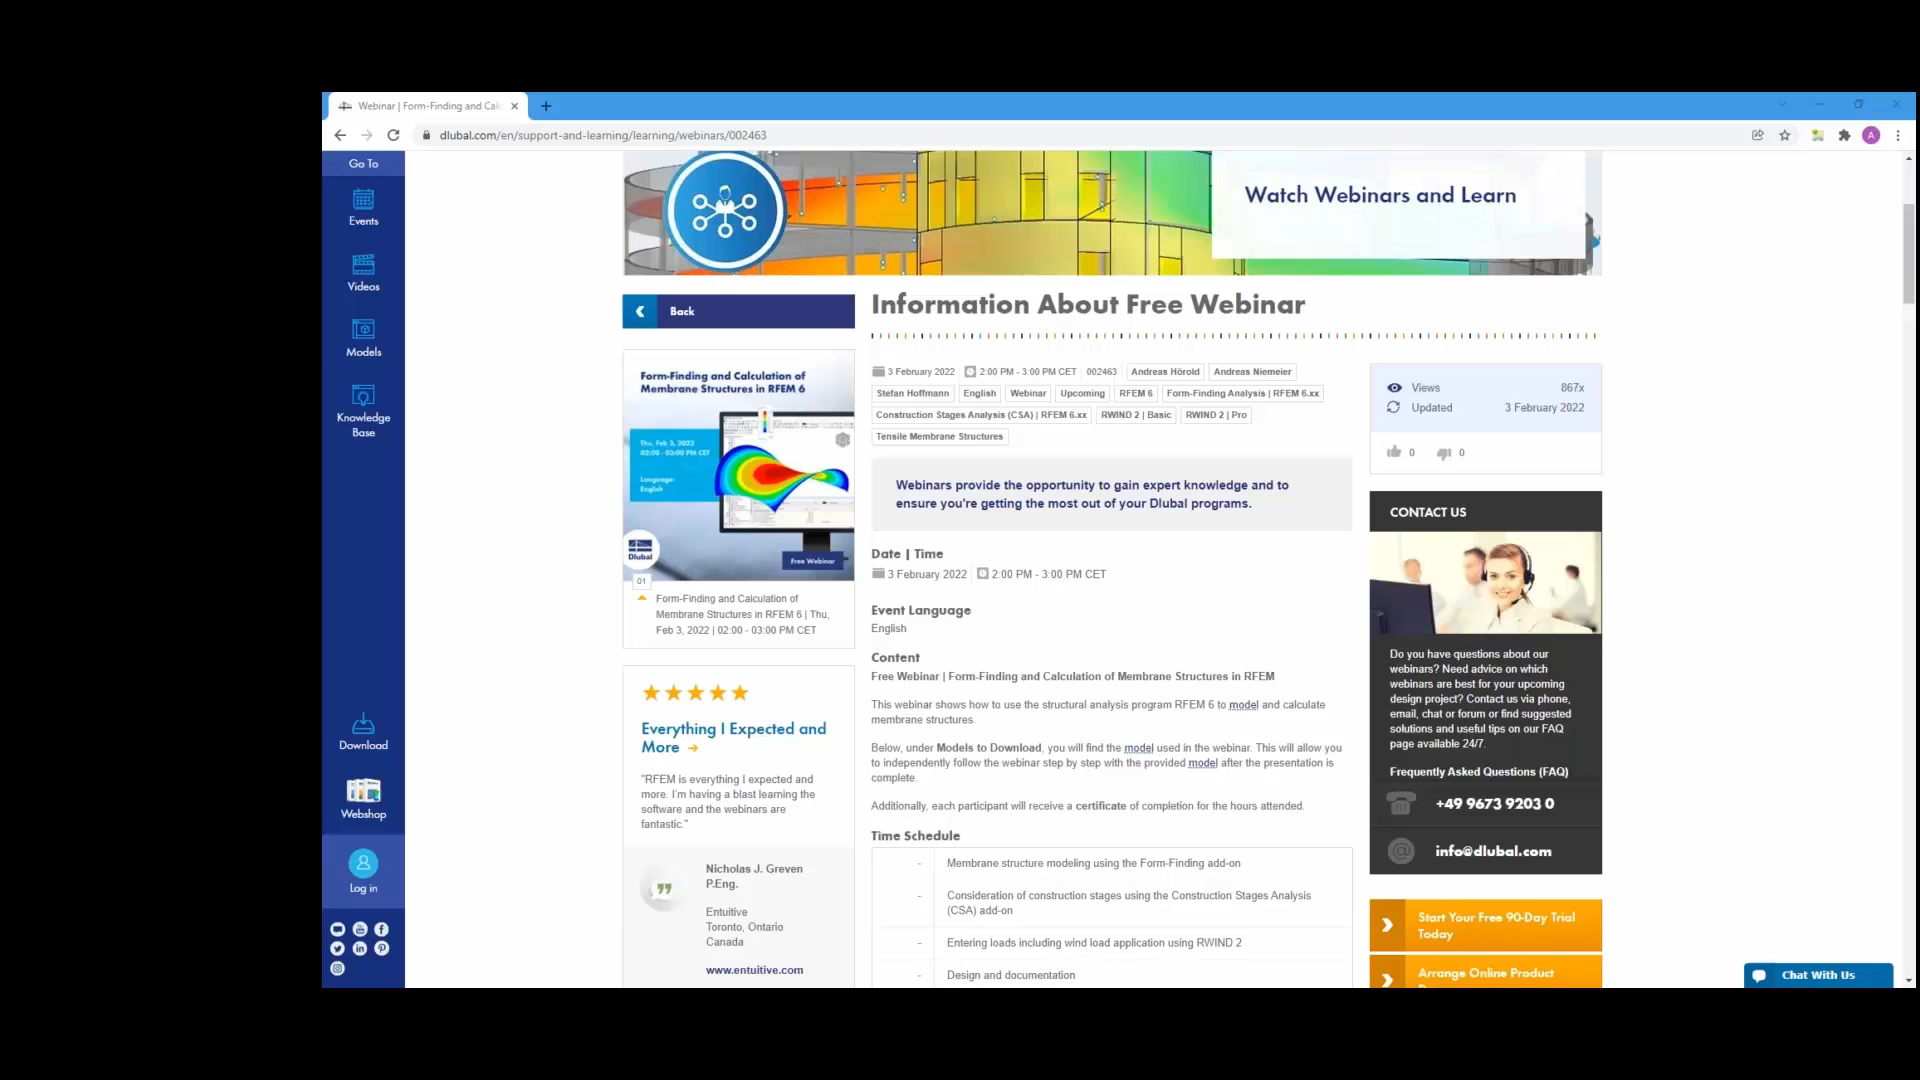 Webinar | Form-Finding and Cal
dlubal.com/en/support-and-learning/learning/webinars/002463
A
Go To
Events
Videos
Models
Knowledge
Base
Download
Webshop
Log in
Watch Webinars and Learn
Back
Form-Finding and Calculation of
Membrane Structures in RFEM 6
Thu, Feb 3, 2022
02:00 - 03:00 PM CET
Language:
English
Dlubal
Free Webinar
01
Form-Finding and Calculation of
Membrane Structures in RFEM 6 | Thu,
Feb 3, 2022 | 02:00 - 03:00 PM CET
Everything I Expected and
More
"RFEM is everything I expected and
more. I'm having a blast learning the
software and the webinars are
fantastic."
Nicholas J. Greven
P.Eng.
Entuitive
Toronto, Ontario
Canada
www.entuitive.com
Information About Free Webinar
3 February 2022 2:00 PM - 3:00 PM CET 002463 Andreas Hörold Andreas Niemeier
Stefan Hoffmann English Webinar Upcoming RFEM 6 Form-Finding Analysis | RFEM 6.xx
Construction Stages Analysis (CSA) | RFEM 6.xx RWIND 2 | Basic RWIND 2 | Pro
Tensile Membrane Structures
Webinars provide the opportunity to gain expert knowledge and to
ensure you're getting the most out of your Dlubal programs.
Date | Time
3 February 2022 2:00 PM - 3:00 PM CET
Event Language
English
Content
Free Webinar | Form-Finding and Calculation of Membrane Structures in RFEM
This webinar shows how to use the structural analysis program RFEM 6 to model and calculate
membrane structures.
Below, under Models to Download, you will find the model used in the webinar. This will allow you
to independently follow the webinar step by step with the provided model after the presentation is
complete.
Additionally, each participant will receive a certificate of completion for the hours attended.
Time Schedule
- Membrane structure modeling using the Form-Finding add-on
- Consideration of construction stages using the Construction Stages Analysis
(CSA) add-on
- Entering loads including wind load application using RWIND 2
- Design and documentation
Views 867x
Updated 3 February 2022
0 0
CONTACT US
Do you have questions about our
webinars? Need advice on which
webinars are best for your upcoming
design project? Contact us via phone,
email, chat or forum or find suggested
solutions and useful tips on our FAQ
page available 24/7.
Frequently Asked Questions (FAQ)
+49 9673 9203 0
info@dlubal.com
Start Your Free 90-Day Trial
Today
Arrange Online Product
Chat With Us